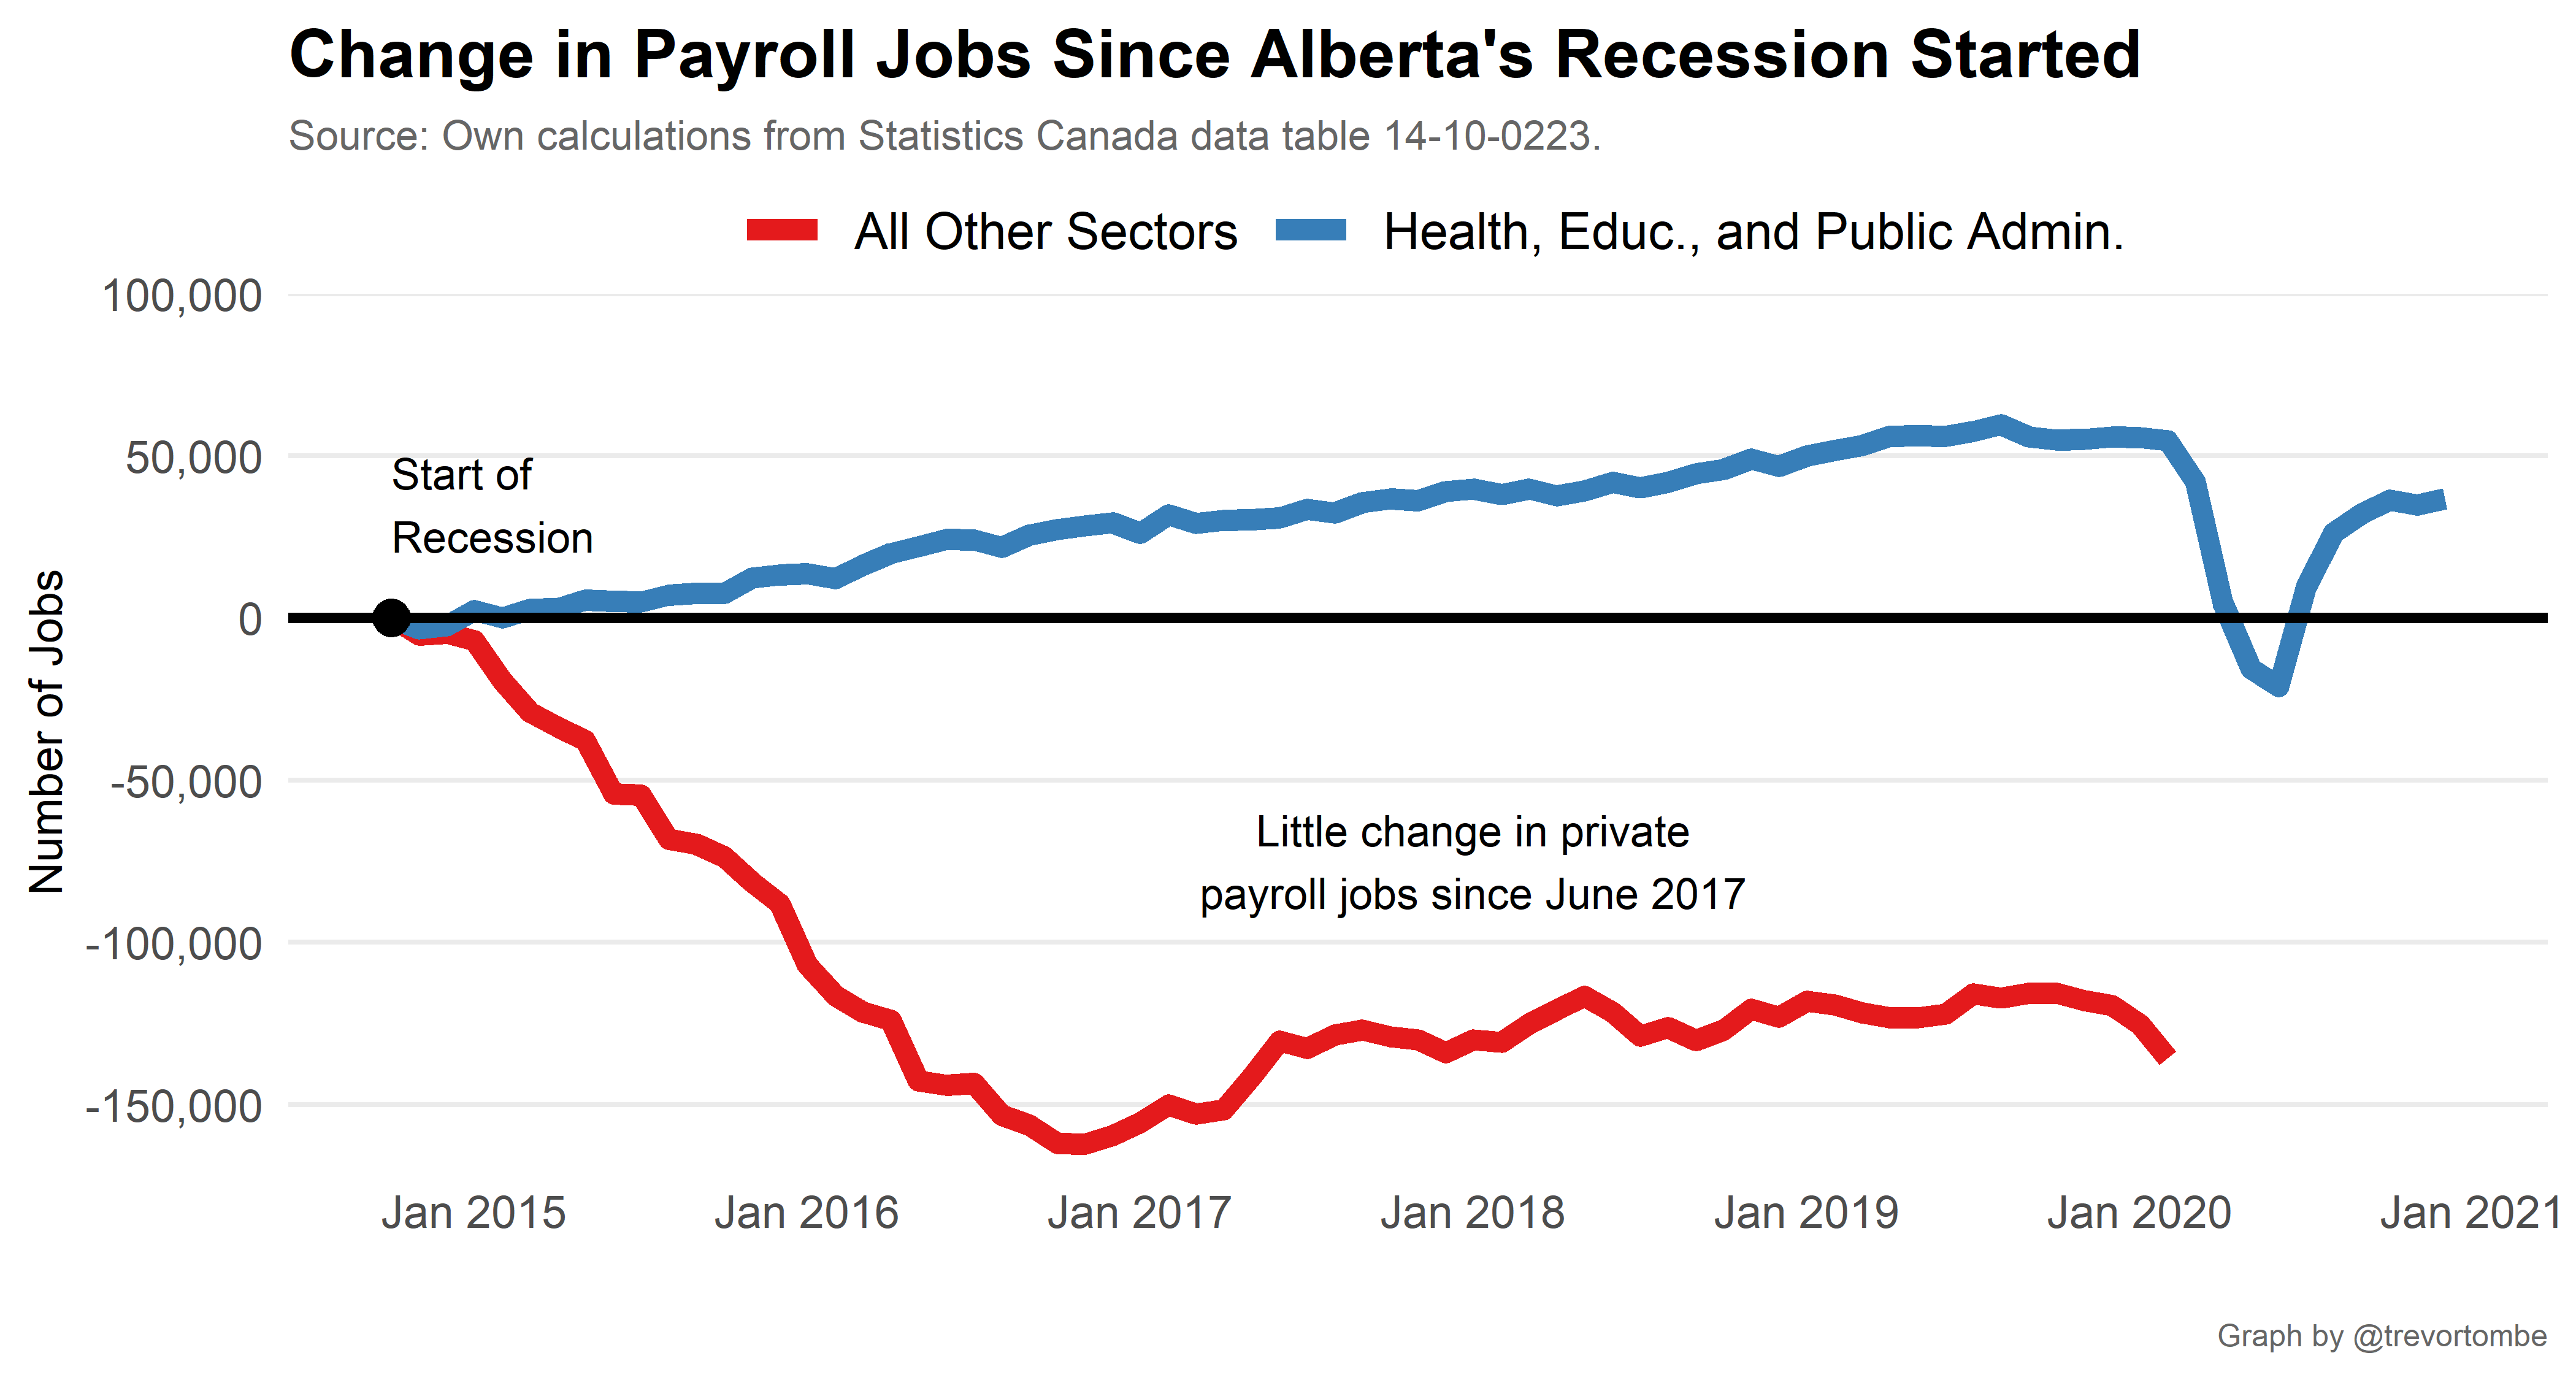 Change in Payroll Jobs Since Alberta's Recession Started
Source: Own calculations from Statistics Canada data table 14-10-0223.
All Other Sectors
Health, Educ., and Public Admin.
Number of Jobs
100,000
50,000
0
-50,000
-100,000
-150,000
Start of
Recession
Little change in private
payroll jobs since June 2017
Jan 2015
Jan 2016
Jan 2017
Jan 2018
Jan 2019
Jan 2020
Jan 2021
Graph by @trevortombe